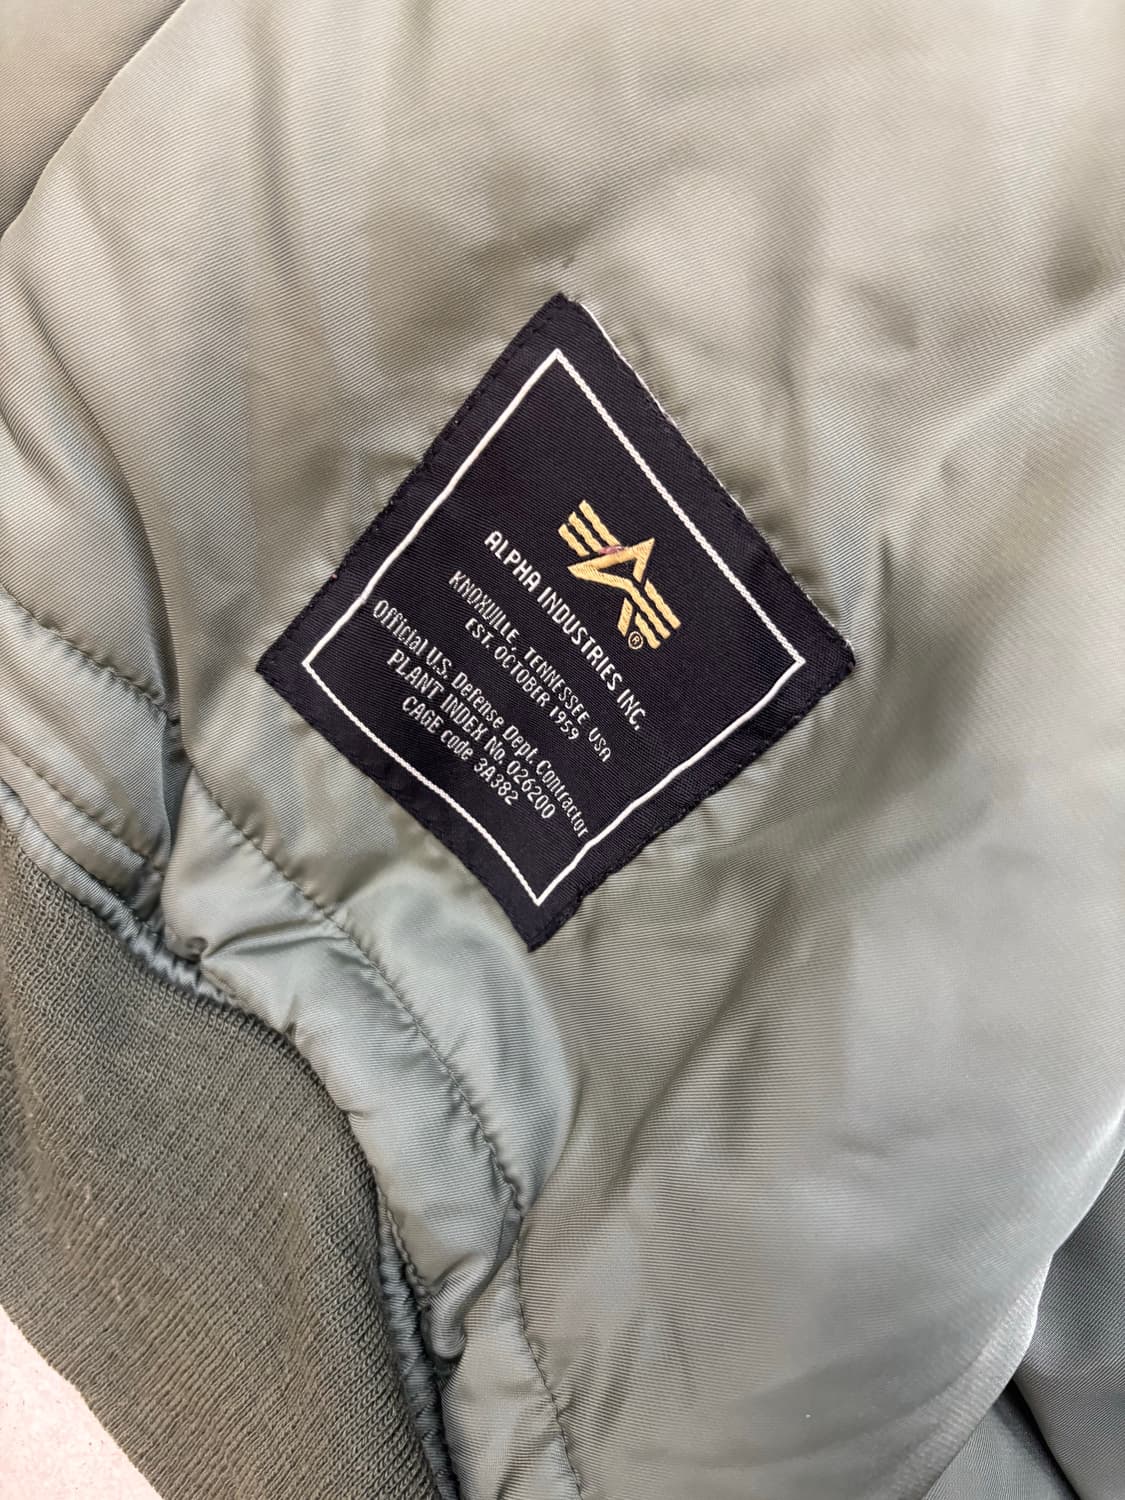 ®
ALPHA INDUSTRIES INC.
KNOXVILLE, TENNESSEE, USA
EST. OCTOBER 1959
Official U.S. Defense Dept. Contractor
PLANT INDEX No. 026200
CAGE code 3A382